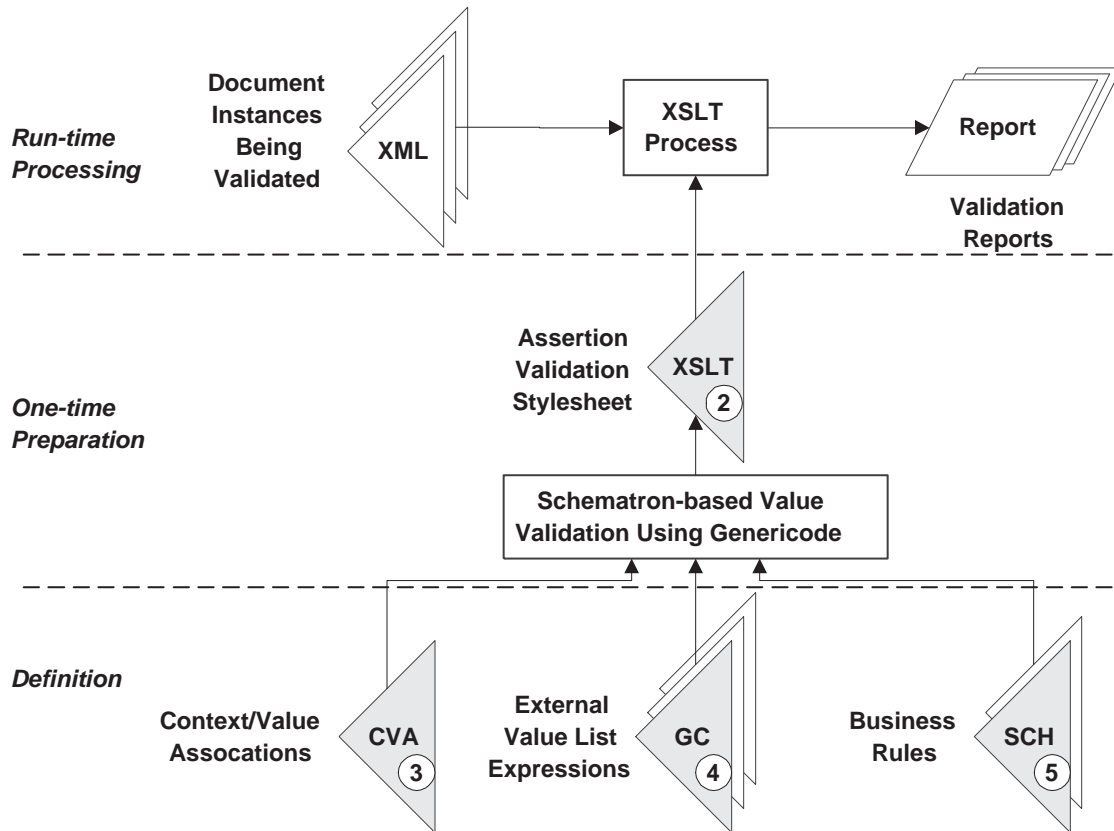 Run-time
Processing
Document
Instances
Being
Validated
XML
XSLT
Process
Report
Validation
Reports
One-time
Preparation
Assertion
Validation
Stylesheet
XSLT
2
Schematron-based Value
Validation Using Genericode
Definition
Context/Value
Assocations
CVA
3
External
Value List
Expressions
GC
4
Business
Rules
SCH
5